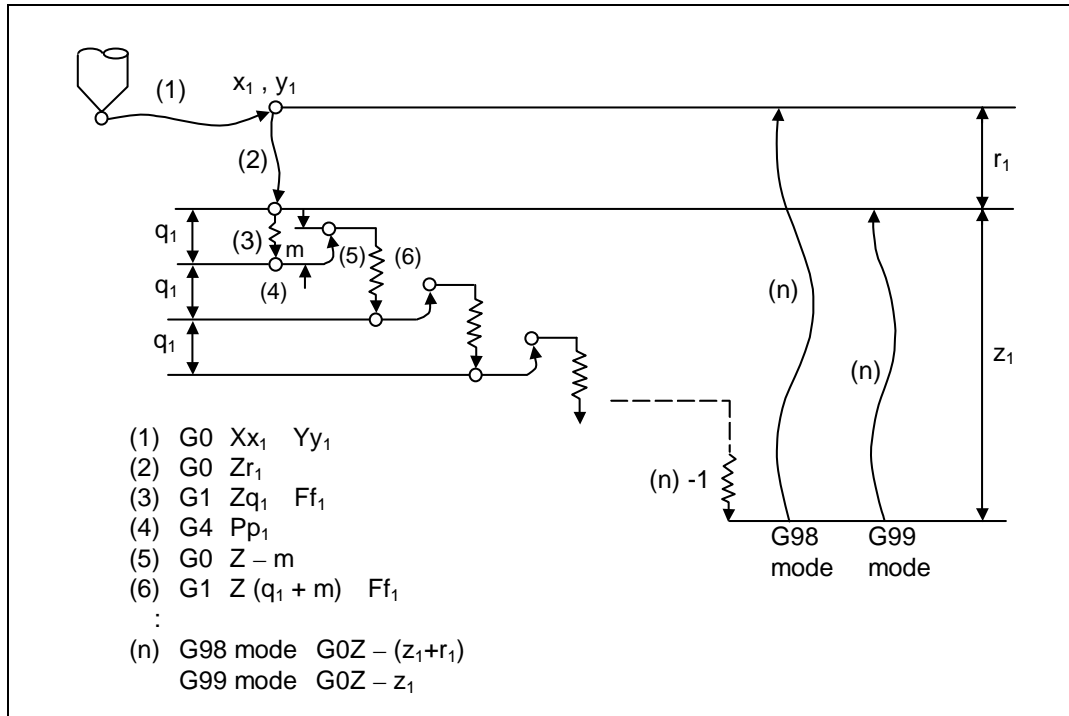 (1)
x₁ , y₁
(2)
r₁
q₁
(3)
m
(5)
(6)
(4)
q₁
(n)
q₁
(n)
z₁
(1) G0 Xx₁ Yy₁
(2) G0 Zr₁
(3) G1 Zq₁ Ff₁
(4) G4 Pp₁
(5) G0 Z – m
(6) G1 Z (q₁ + m) Ff₁
:
(n) G98 mode G0Z – (z₁+r₁)
G99 mode G0Z – z₁
(n) -1
G98
mode
G99
mode